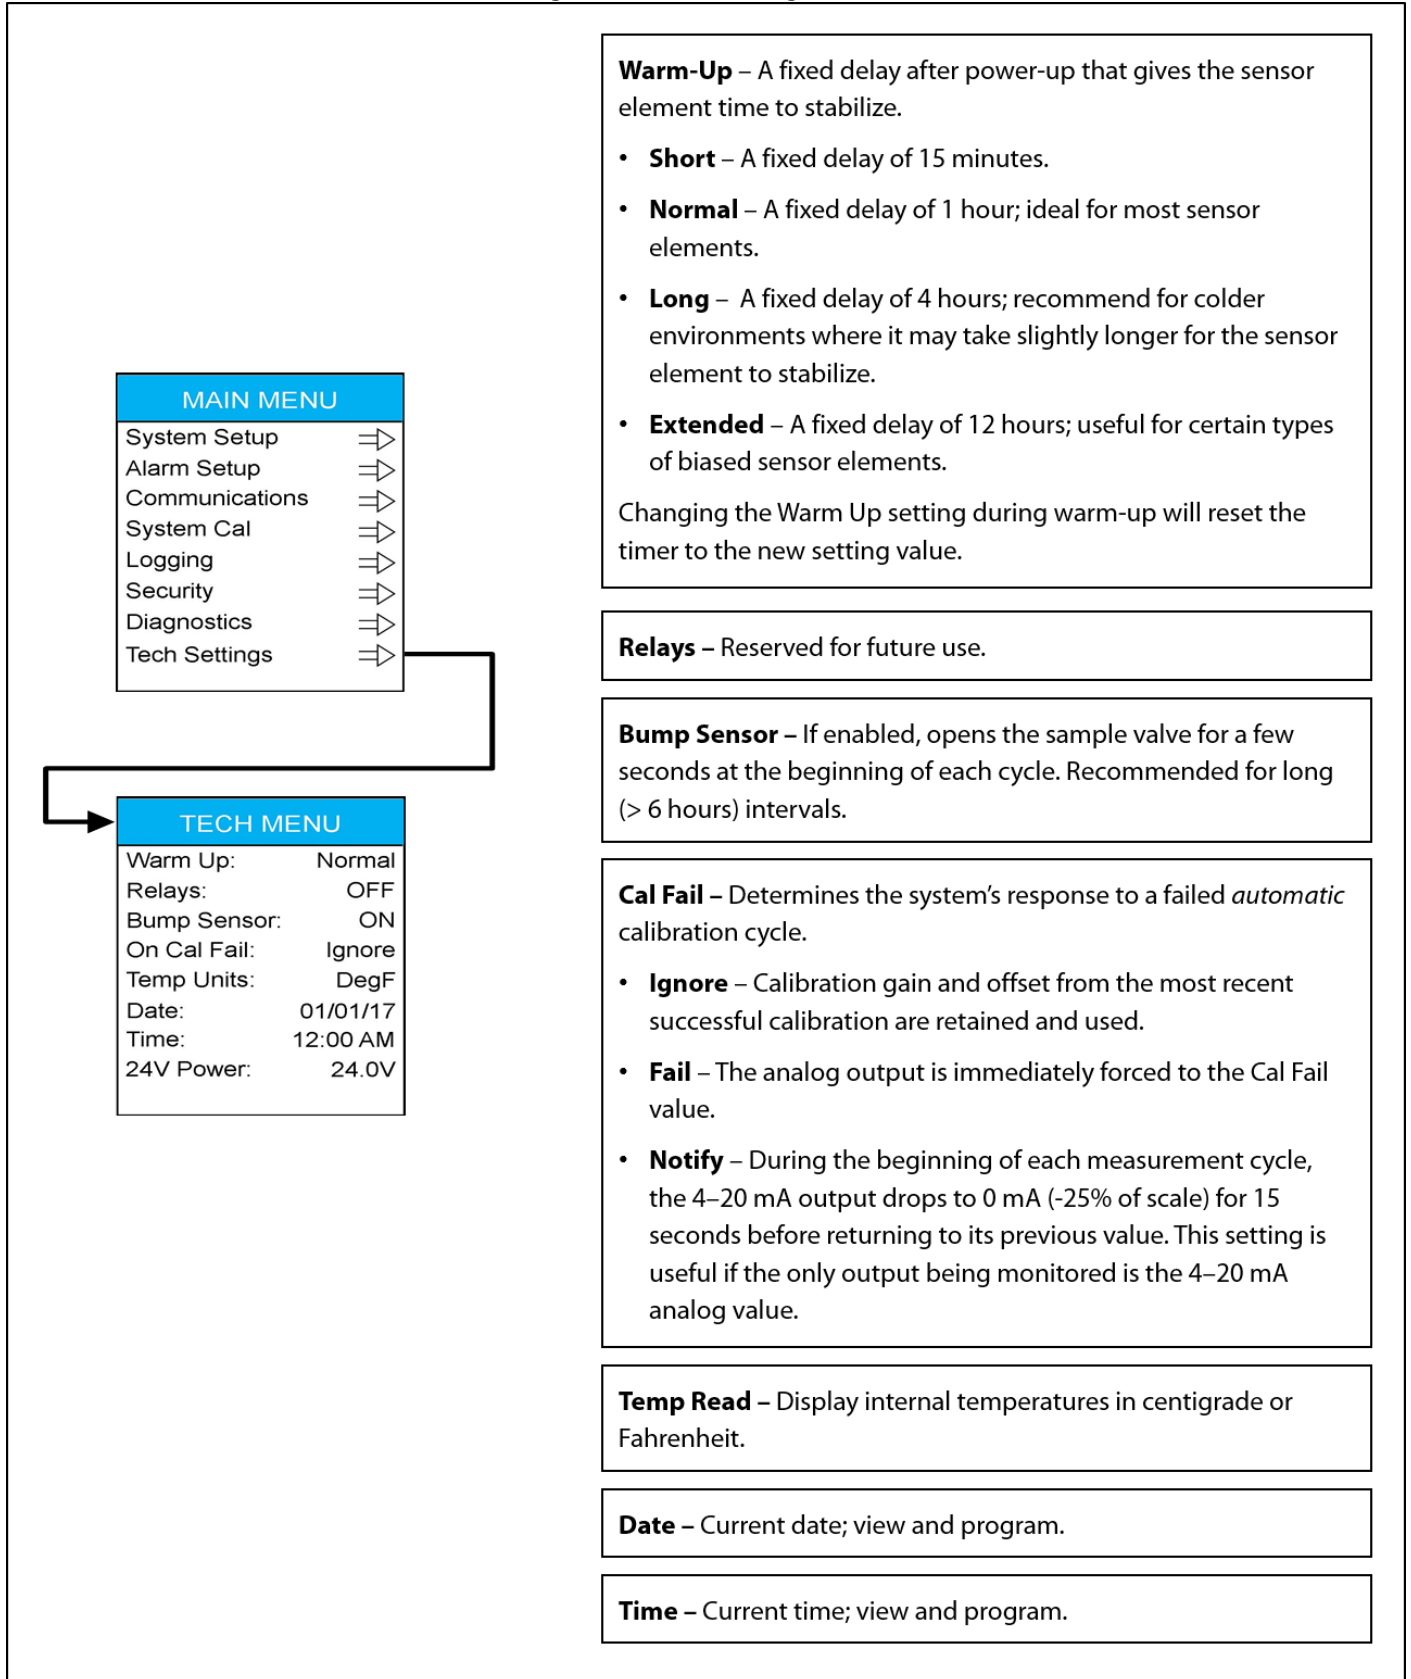 MAIN MENU
System Setup
Alarm Setup
Communications
System Cal
Logging
Security
Diagnostics
Tech Settings
TECH MENU
Warm Up: Normal
Relays: OFF
Bump Sensor: ON
On Cal Fail: Ignore
Temp Units: DegF
Date: 01/01/17
Time: 12:00 AM
24V Power: 24.0V
Warm-Up – A fixed delay after power-up that gives the sensor
element time to stabilize.
• Short – A fixed delay of 15 minutes.
• Normal – A fixed delay of 1 hour; ideal for most sensor
elements.
• Long – A fixed delay of 4 hours; recommend for colder
environments where it may take slightly longer for the sensor
element to stabilize.
• Extended – A fixed delay of 12 hours; useful for certain types
of biased sensor elements.
Changing the Warm Up setting during warm-up will reset the
timer to the new setting value.
Relays – Reserved for future use.
Bump Sensor – If enabled, opens the sample valve for a few
seconds at the beginning of each cycle. Recommended for long
(> 6 hours) intervals.
Cal Fail – Determines the system’s response to a failed automatic
calibration cycle.
• Ignore – Calibration gain and offset from the most recent
successful calibration are retained and used.
• Fail – The analog output is immediately forced to the Cal Fail
value.
• Notify – During the beginning of each measurement cycle,
the 4–20 mA output drops to 0 mA (-25% of scale) for 15
seconds before returning to its previous value. This setting is
useful if the only output being monitored is the 4–20 mA
analog value.
Temp Read – Display internal temperatures in centigrade or
Fahrenheit.
Date – Current date; view and program.
Time – Current time; view and program.